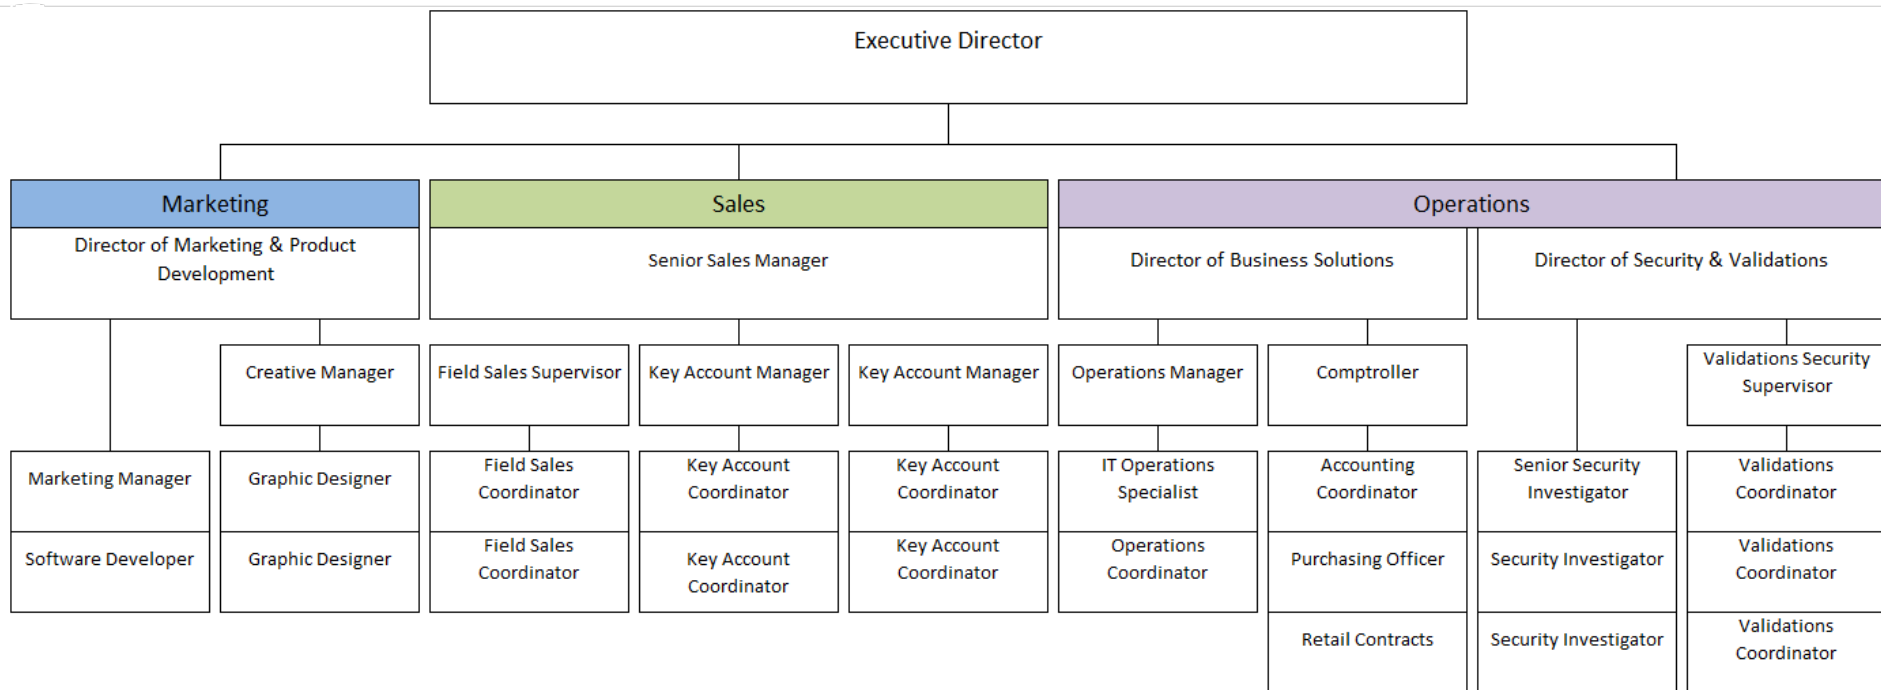 Executive Director
Marketing
Sales
Operations
Director of Marketing & Product
Development
Senior Sales Manager
Director of Business Solutions
Director of Security & Validations
Creative Manager
Field Sales Supervisor
Key Account Manager
Key Account Manager
Operations Manager
Comptroller
Validations Security
Supervisor
Marketing Manager
Graphic Designer
Field Sales
Coordinator
Key Account
Coordinator
Key Account
Coordinator
IT Operations
Specialist
Accounting
Coordinator
Senior Security
Investigator
Validations
Coordinator
Software Developer
Graphic Designer
Field Sales
Coordinator
Key Account
Coordinator
Key Account
Coordinator
Operations
Coordinator
Purchasing Officer
Security Investigator
Validations
Coordinator
Retail Contracts
Security Investigator
Validations
Coordinator